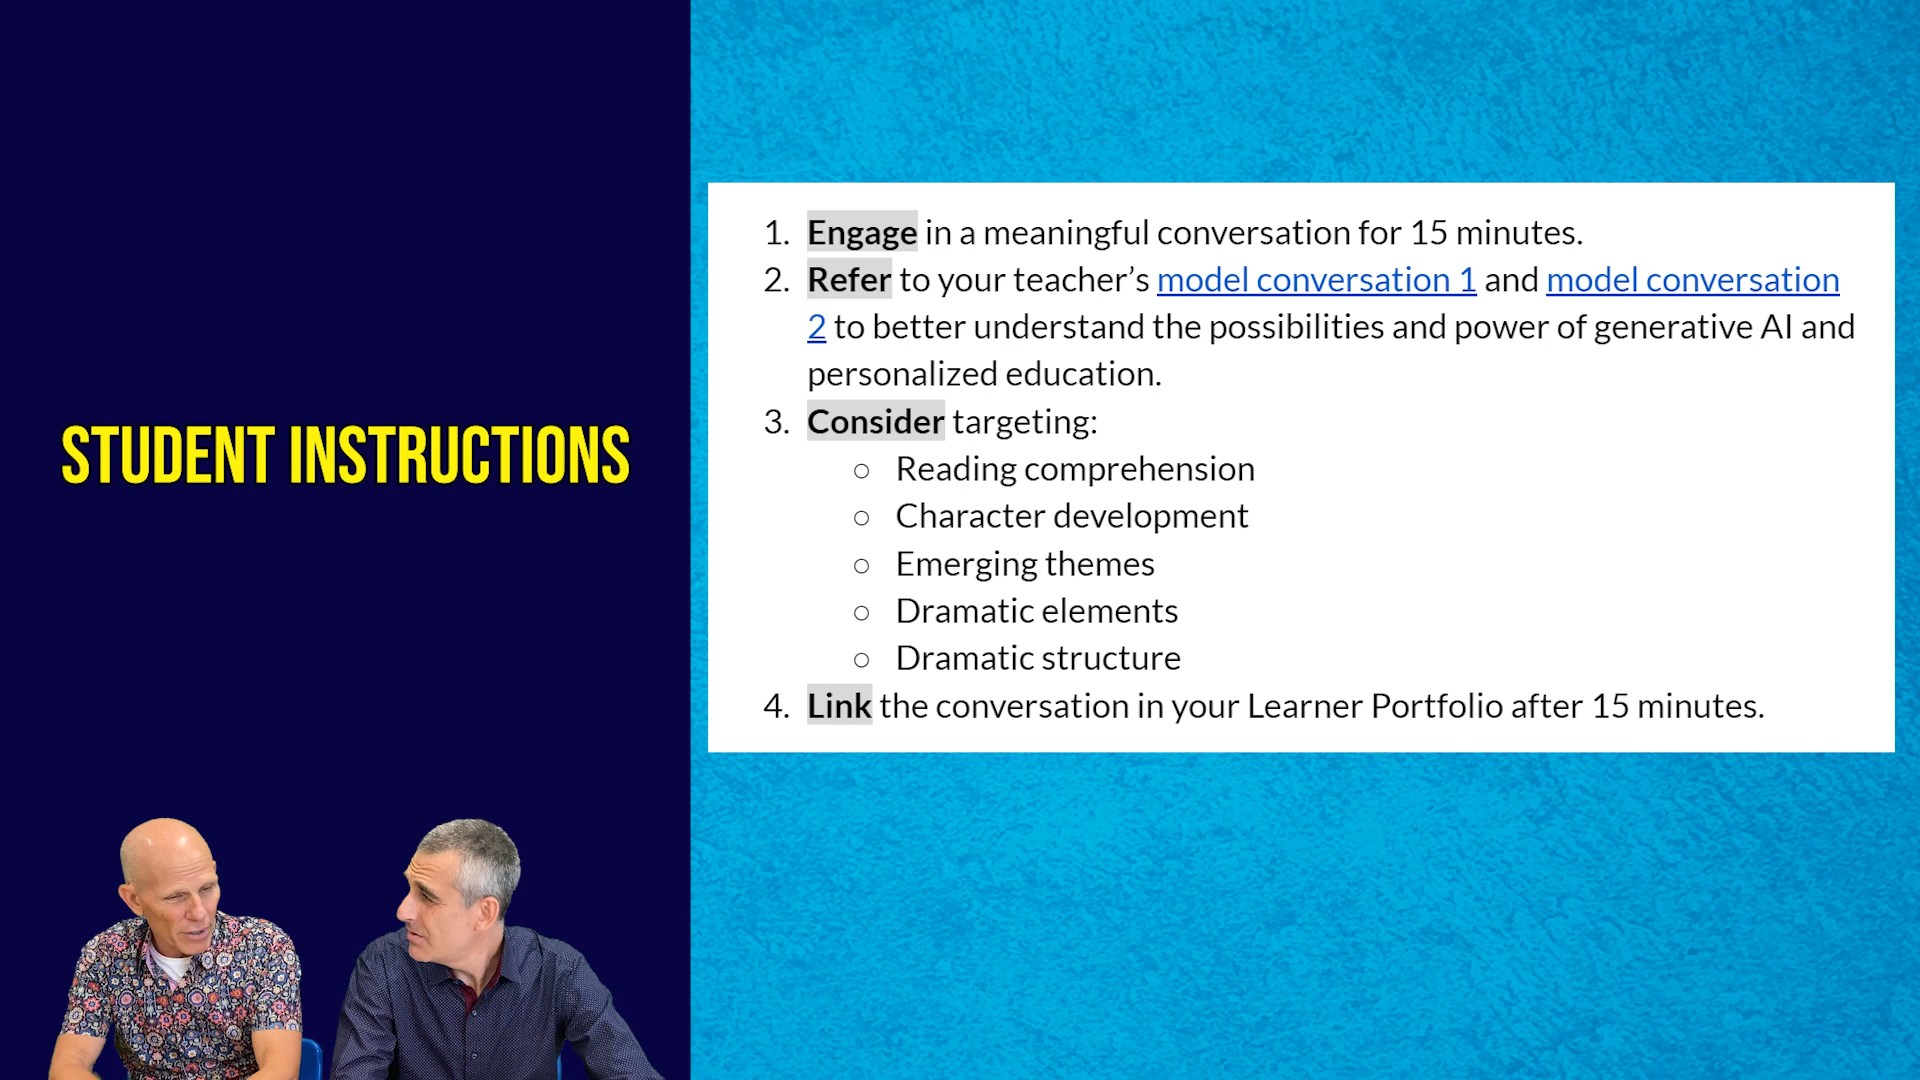 STUDENT INSTRUCTIONS
1. Engage in a meaningful conversation for 15 minutes.
2. Refer to your teacher’s model conversation 1 and model conversation
2 to better understand the possibilities and power of generative AI and
personalized education.
3. Consider targeting:
○ Reading comprehension
○ Character development
○ Emerging themes
○ Dramatic elements
○ Dramatic structure
4. Link the conversation in your Learner Portfolio after 15 minutes.